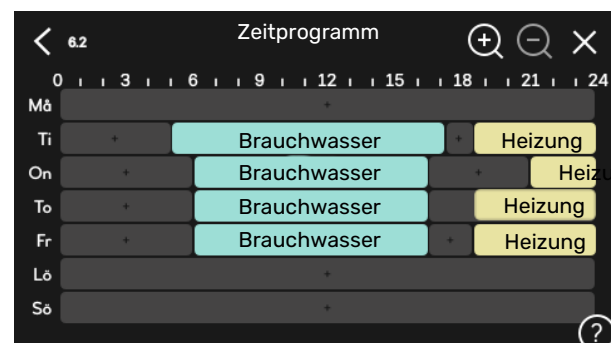 6.2 Zeitprogramm
0 3 6 9 12 15 18 21 24
Må
Ti Brauchwasser Heizung
On Brauchwasser Heizu
To Brauchwasser Heizung
Fr Brauchwasser Heizung
Lö
Sö
?